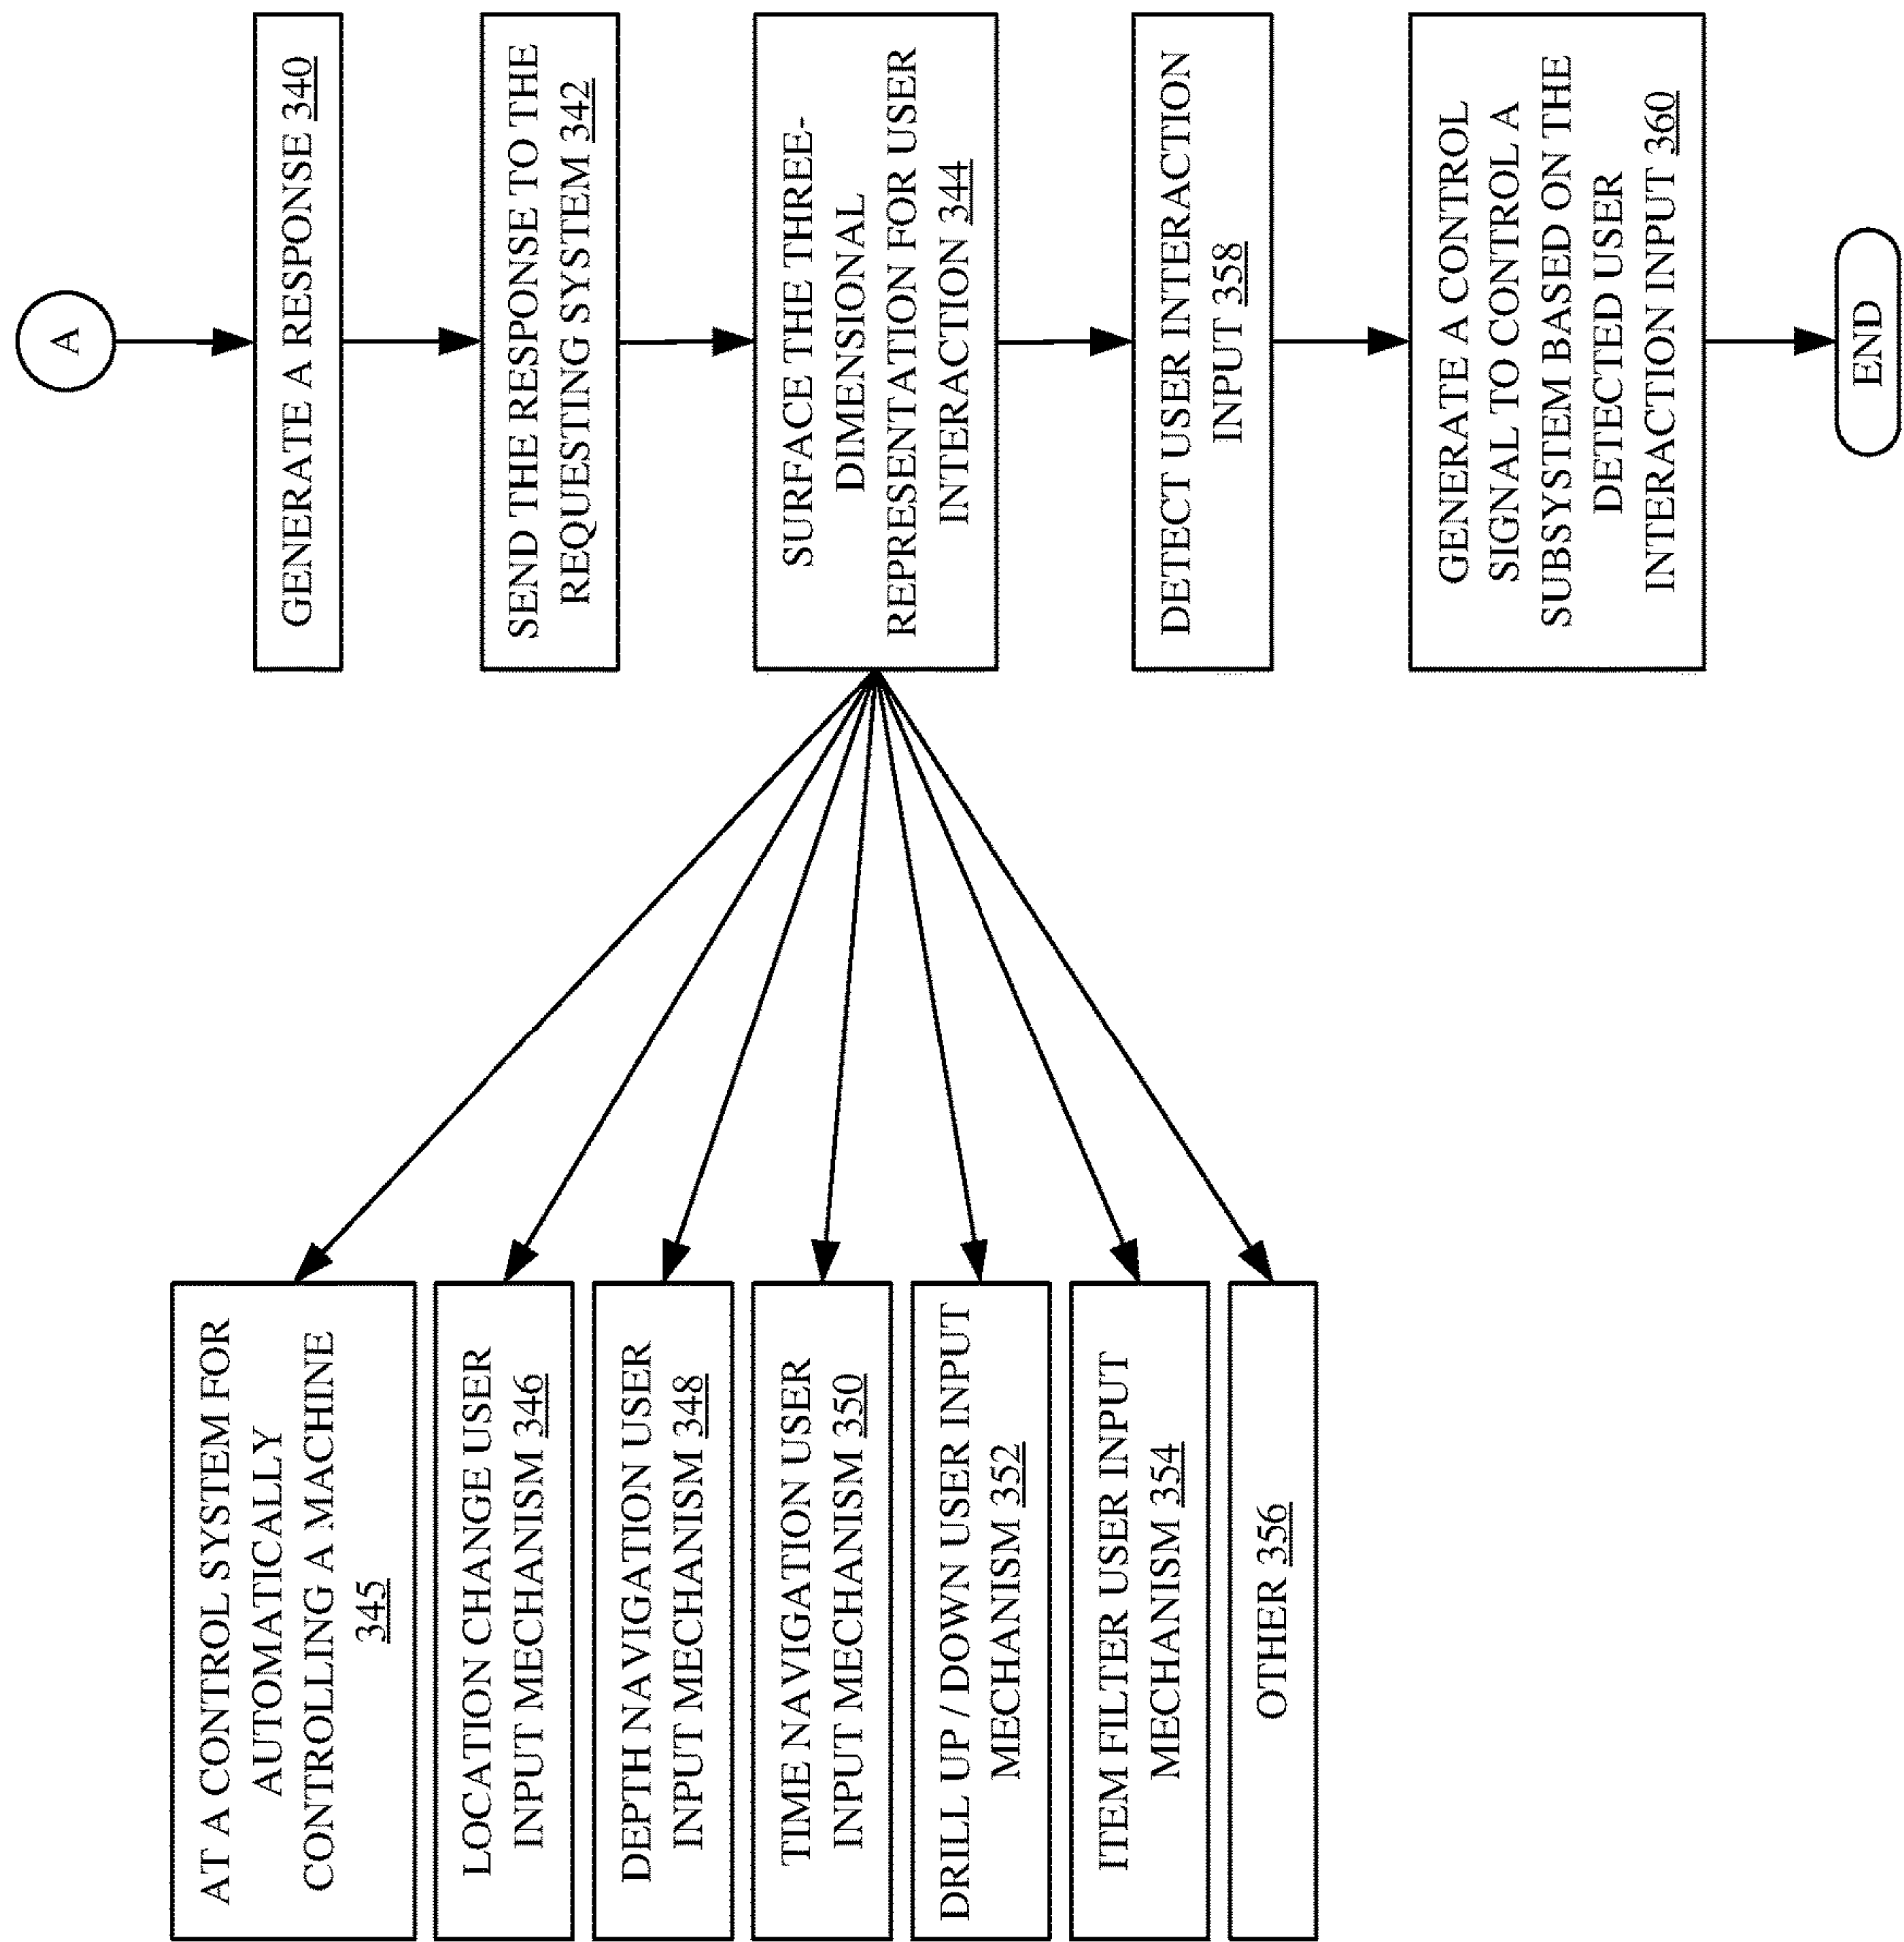 A
GENERATE A RESPONSE 340
SEND THE RESPONSE TO THE
REQUESTING SYSTEM 342
SURFACE THE THREE-
DIMENSIONAL
REPRESENTATION FOR USER
INTERACTION 344
AT A CONTROL SYSTEM FOR
AUTOMATICALLY
CONTROLLING A MACHINE
345
LOCATION CHANGE USER
INPUT MECHANISM 346
DEPTH NAVIGATION USER
INPUT MECHANISM 348
TIME NAVIGATION USER
INPUT MECHANISM 350
DRILL UP / DOWN USER INPUT
MECHANISM 352
ITEM FILTER USER INPUT
MECHANISM 354
OTHER 356
DETECT USER INTERACTION
INPUT 358
GENERATE A CONTROL
SIGNAL TO CONTROL A
SUBSYSTEM BASED ON THE
DETECTED USER
INTERACTION INPUT 360
END